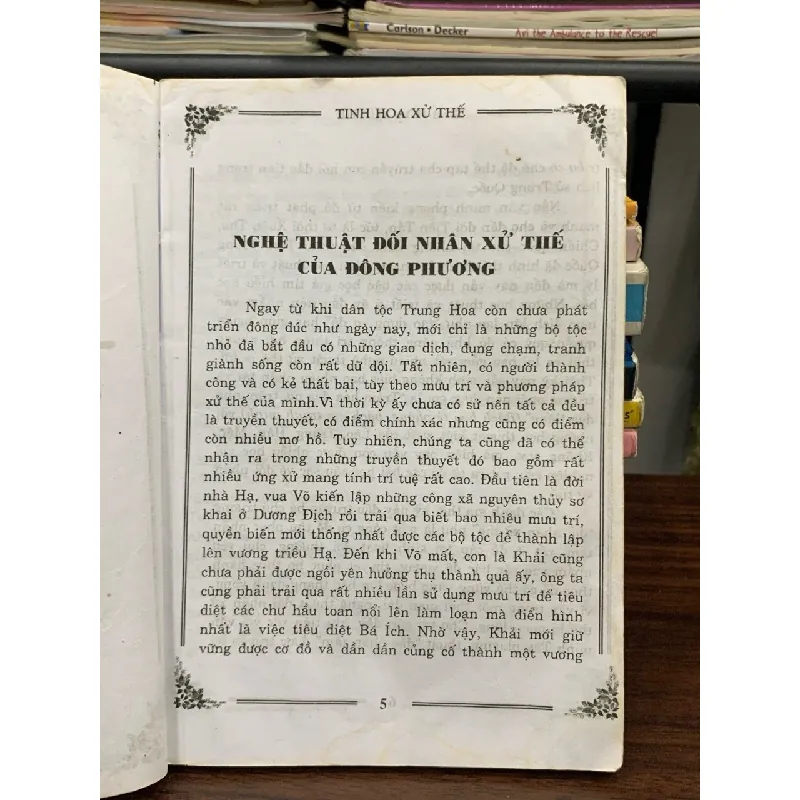 Carlson • Decker
Avi the Ambulance to the Rescue!
TINH HOA XỬ THẾ
NGHỆ THUẬT ĐỐI NHÂN XỬ THẾ
CỦA ĐÔNG PHƯƠNG
Ngay từ khi dân tộc Trung Hoa còn chưa phát
triển đông đúc như ngày nay, mới chỉ là những bộ tộc
nhỏ đã bắt đầu có những giao dịch, đụng chạm, tranh
giành sống còn rất dữ dội. Tất nhiên, có người thành
công và có kẻ thất bại, tùy theo mưu trí và phương pháp
xử thế của mình.Vì thời kỳ ấy chưa có sử nên tất cả đều
là truyền thuyết, có điểm chính xác nhưng cũng có điểm
còn nhiều mơ hồ. Tuy nhiên, chúng ta cũng đã có thể
nhận ra trong những truyền thuyết đó bao gồm rất
nhiều ứng xử mang tính trí tuệ rất cao. Đầu tiên là đời
nhà Hạ, vua Võ kiến lập những công xã nguyên thủy sơ
khai ở Dương Địch rồi trải qua biết bao nhiêu mưu trí,
quyền biến mới thống nhất được các bộ tộc để thành lập
lên vương triều Hạ. Đến khi Võ mất, con là Khải cũng
chưa phải được ngồi yên hưởng thụ thành quả ấy, ông ta
cũng phải trải qua rất nhiều lần sử dụng mưu trí để tiêu
diệt các chư hầu toan nổi lên làm loạn mà điển hình
nhất là việc tiêu diệt Bá Ích. Nhờ vậy, Khải mới giữ
vững được cơ đồ và dần dần củng cố thành một vương
5